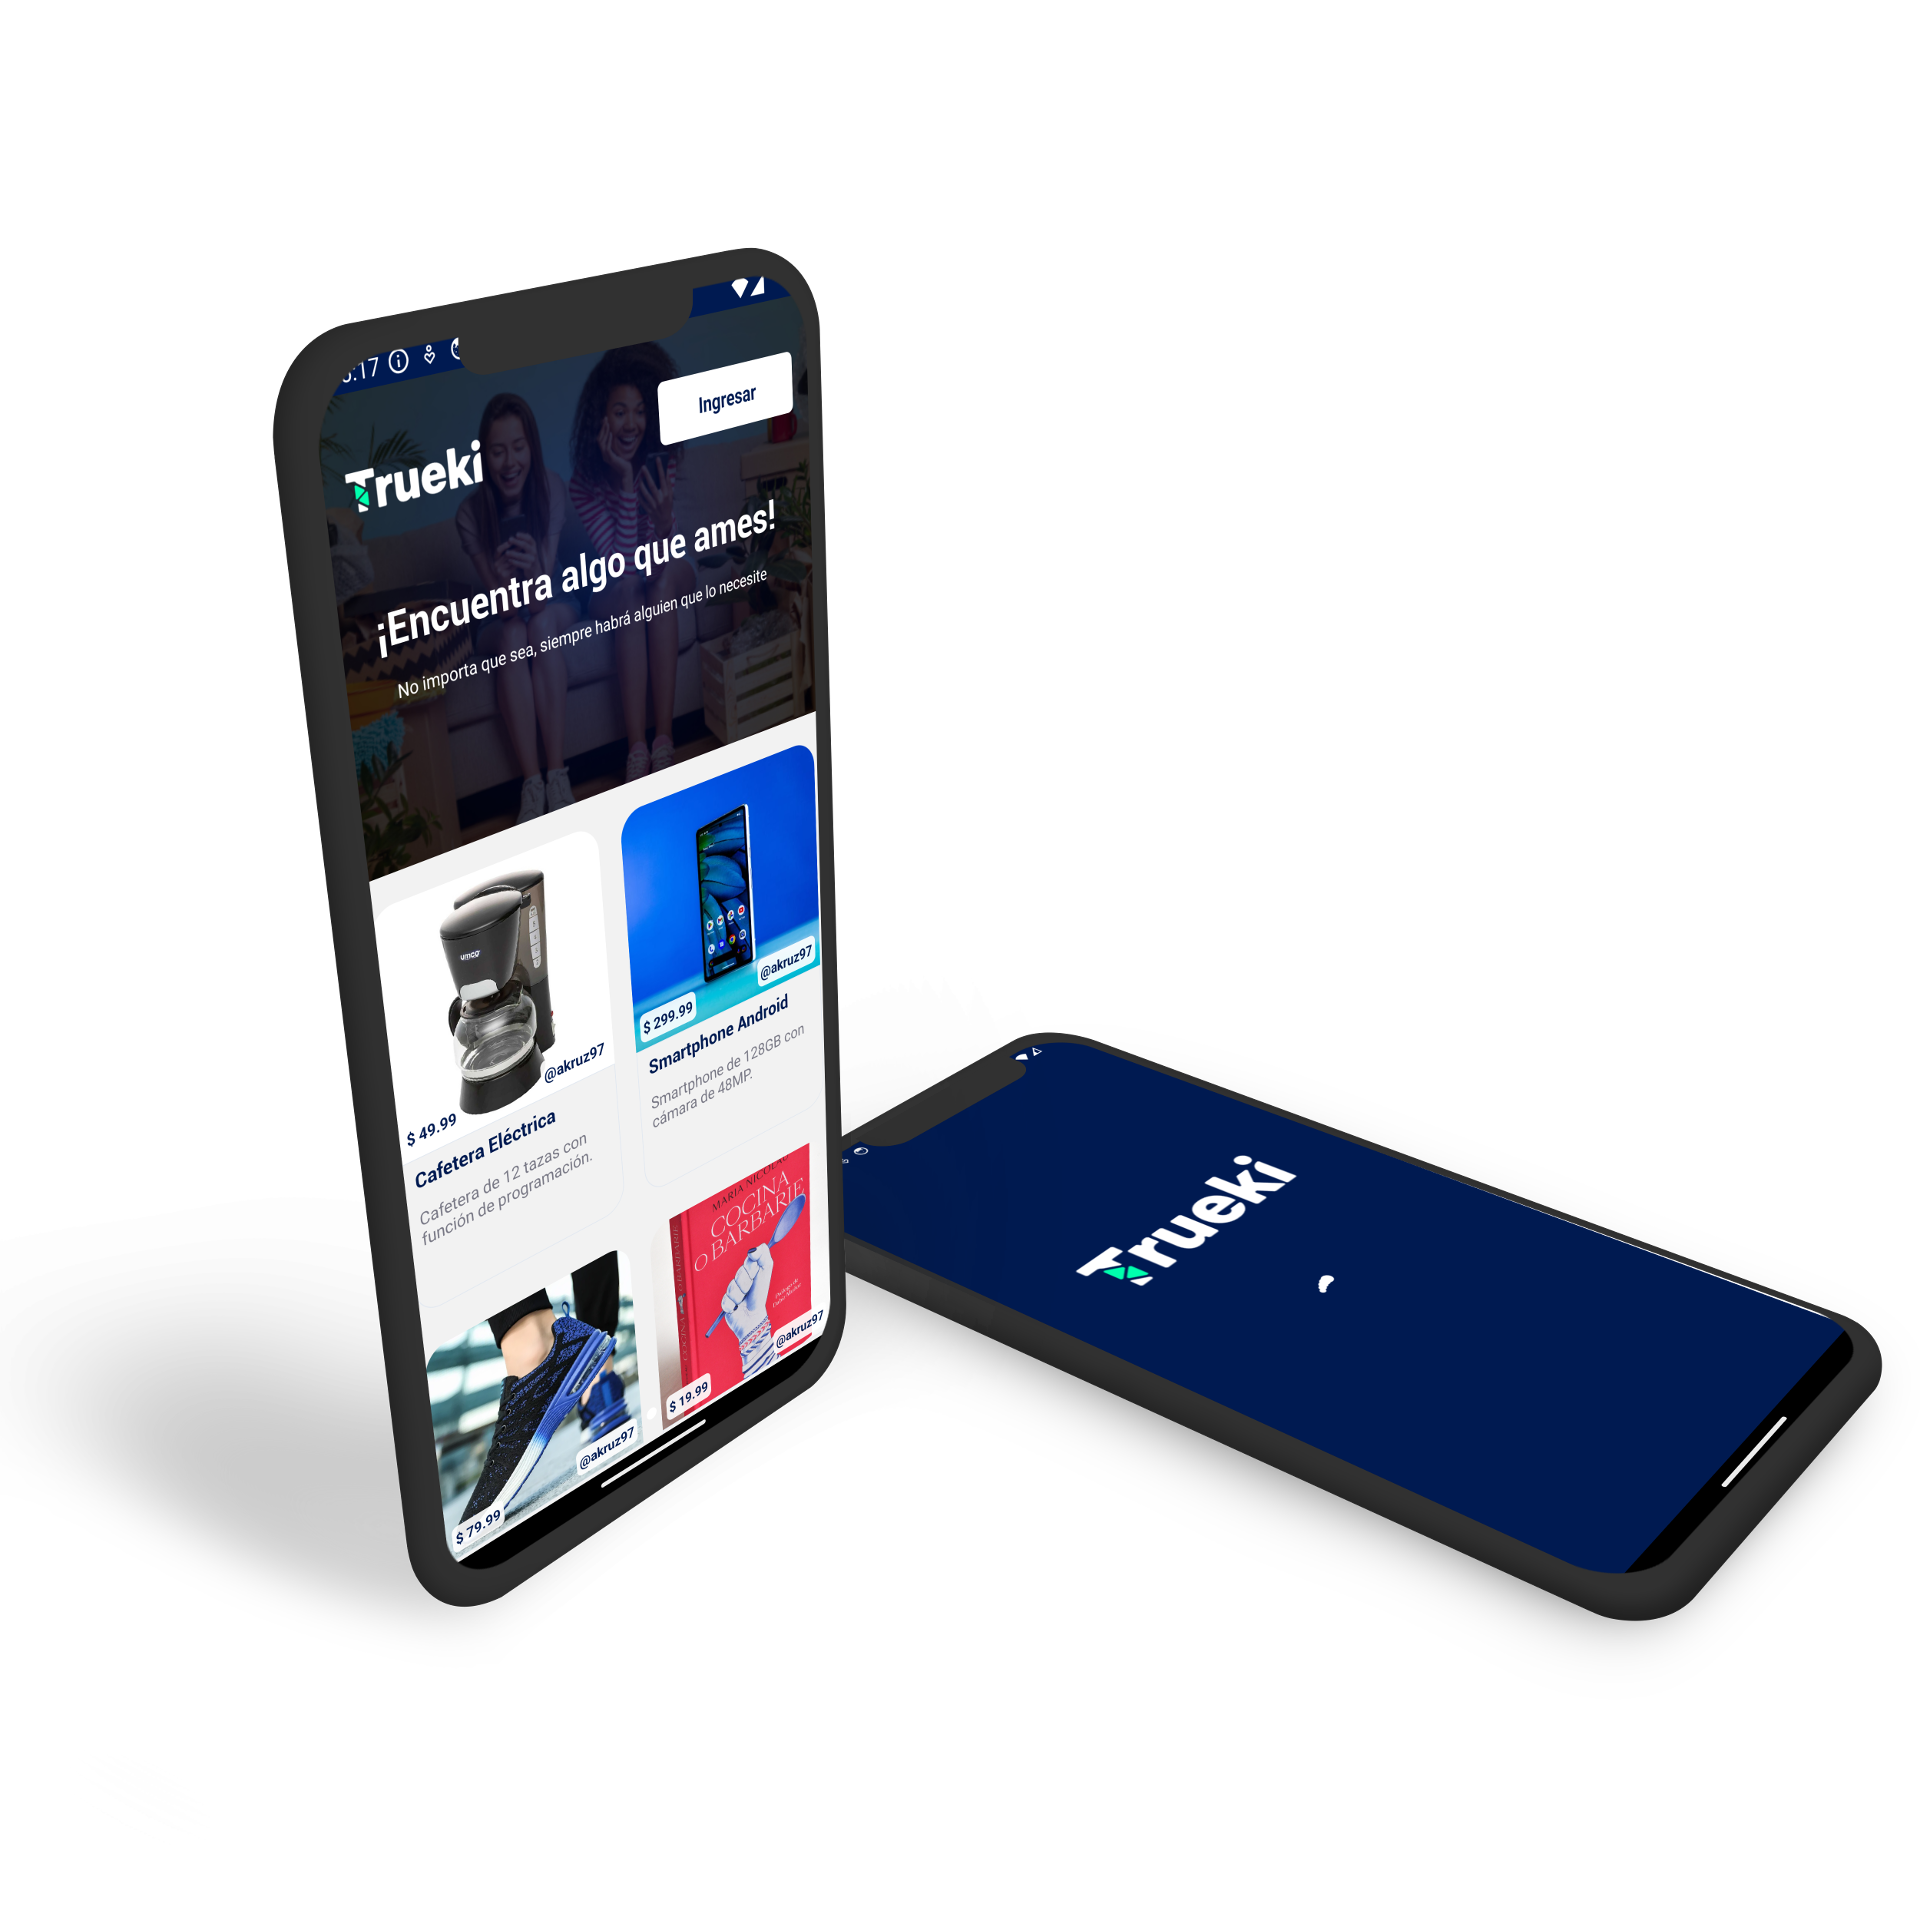 :17
Ingresar
Trueki
¡Encuentra algo que ames!
No importa que sea, siempre habrá alguien que lo necesite
umco
@akruz97
$ 49.99
Cafetera Eléctrica
Cafetera de 12 tazas con
función de programación.
@akruz97
$ 299.99
Smartphone Android
Smartphone de 128GB con
cámara de 48MP.
@akruz97
$ 79.99
COCINA
O BARBARIE
@akruz97
$ 19.99
Trueki